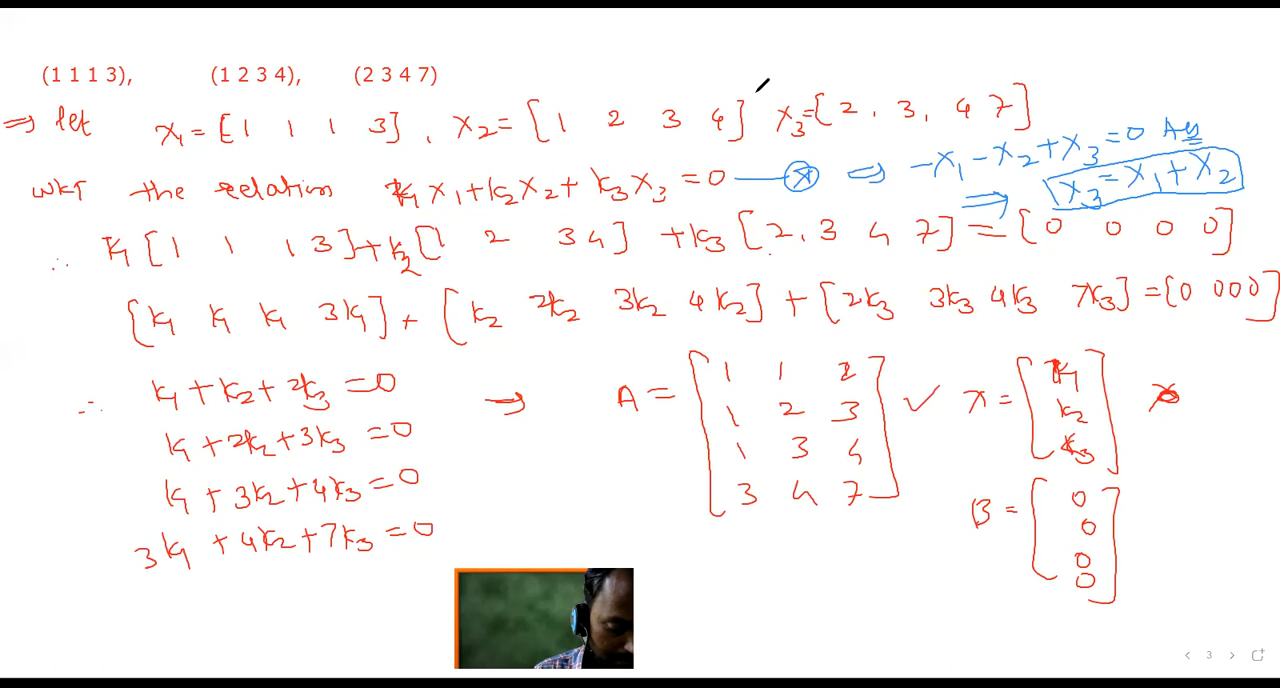 (1 1 1 3), (1 2 3 4), (2 3 4 7)
⇒ let x₁ = [1 1 1 3], x₂ = [1 2 3 4] x₃ = [2, 3, 4 7]
WKT the relation k₁x₁+k₂x₂+k₃x₃ = 0 — ⊛ ⇒ -x₁-x₂+x₃=0
⇒ x₃ = x₁+x₂
∴ k₁[1 1 1 3]+k₂[1 2 3 4] +k₃[2, 3 4 7] = [0 0 0 0]
[k₁ k₁ k₁ 3k₁] + [k₂ 2k₂ 3k₂ 4k₂] + [2k₃ 3k₃ 4k₃ 7k₃] = [0 0 0 0]
∴ k₁+k₂+2k₃ = 0
k₁+2k₂+3k₃ = 0
k₁+3k₂+4k₃ = 0
3k₁+4k₂+7k₃ = 0
⇒ A =
1 1 2
1 2 3
1 3 4
3 4 7
✓ x =
k₁
k₂
k₃
B =
0
0
0
0
3